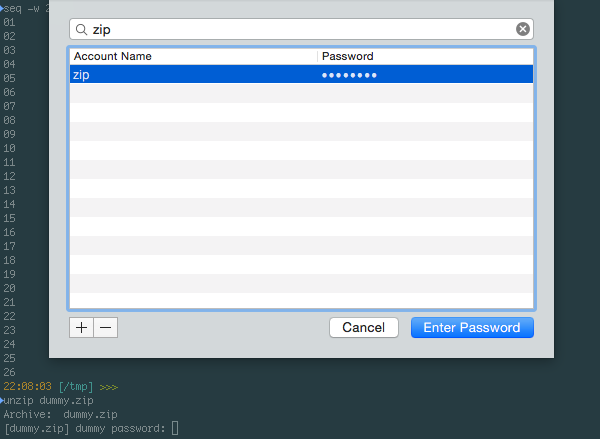 seq -w 2
01
02
03
04
05
06
07
08
09
10
11
12
13
14
15
16
17
18
19
20
21
22
23
24
25
26
zip
Account Name Password
zip ••••••••
Cancel Enter Password
22:08:03 [/tmp] >>>
unzip dummy.zip
Archive: dummy.zip
[dummy.zip] dummy password: